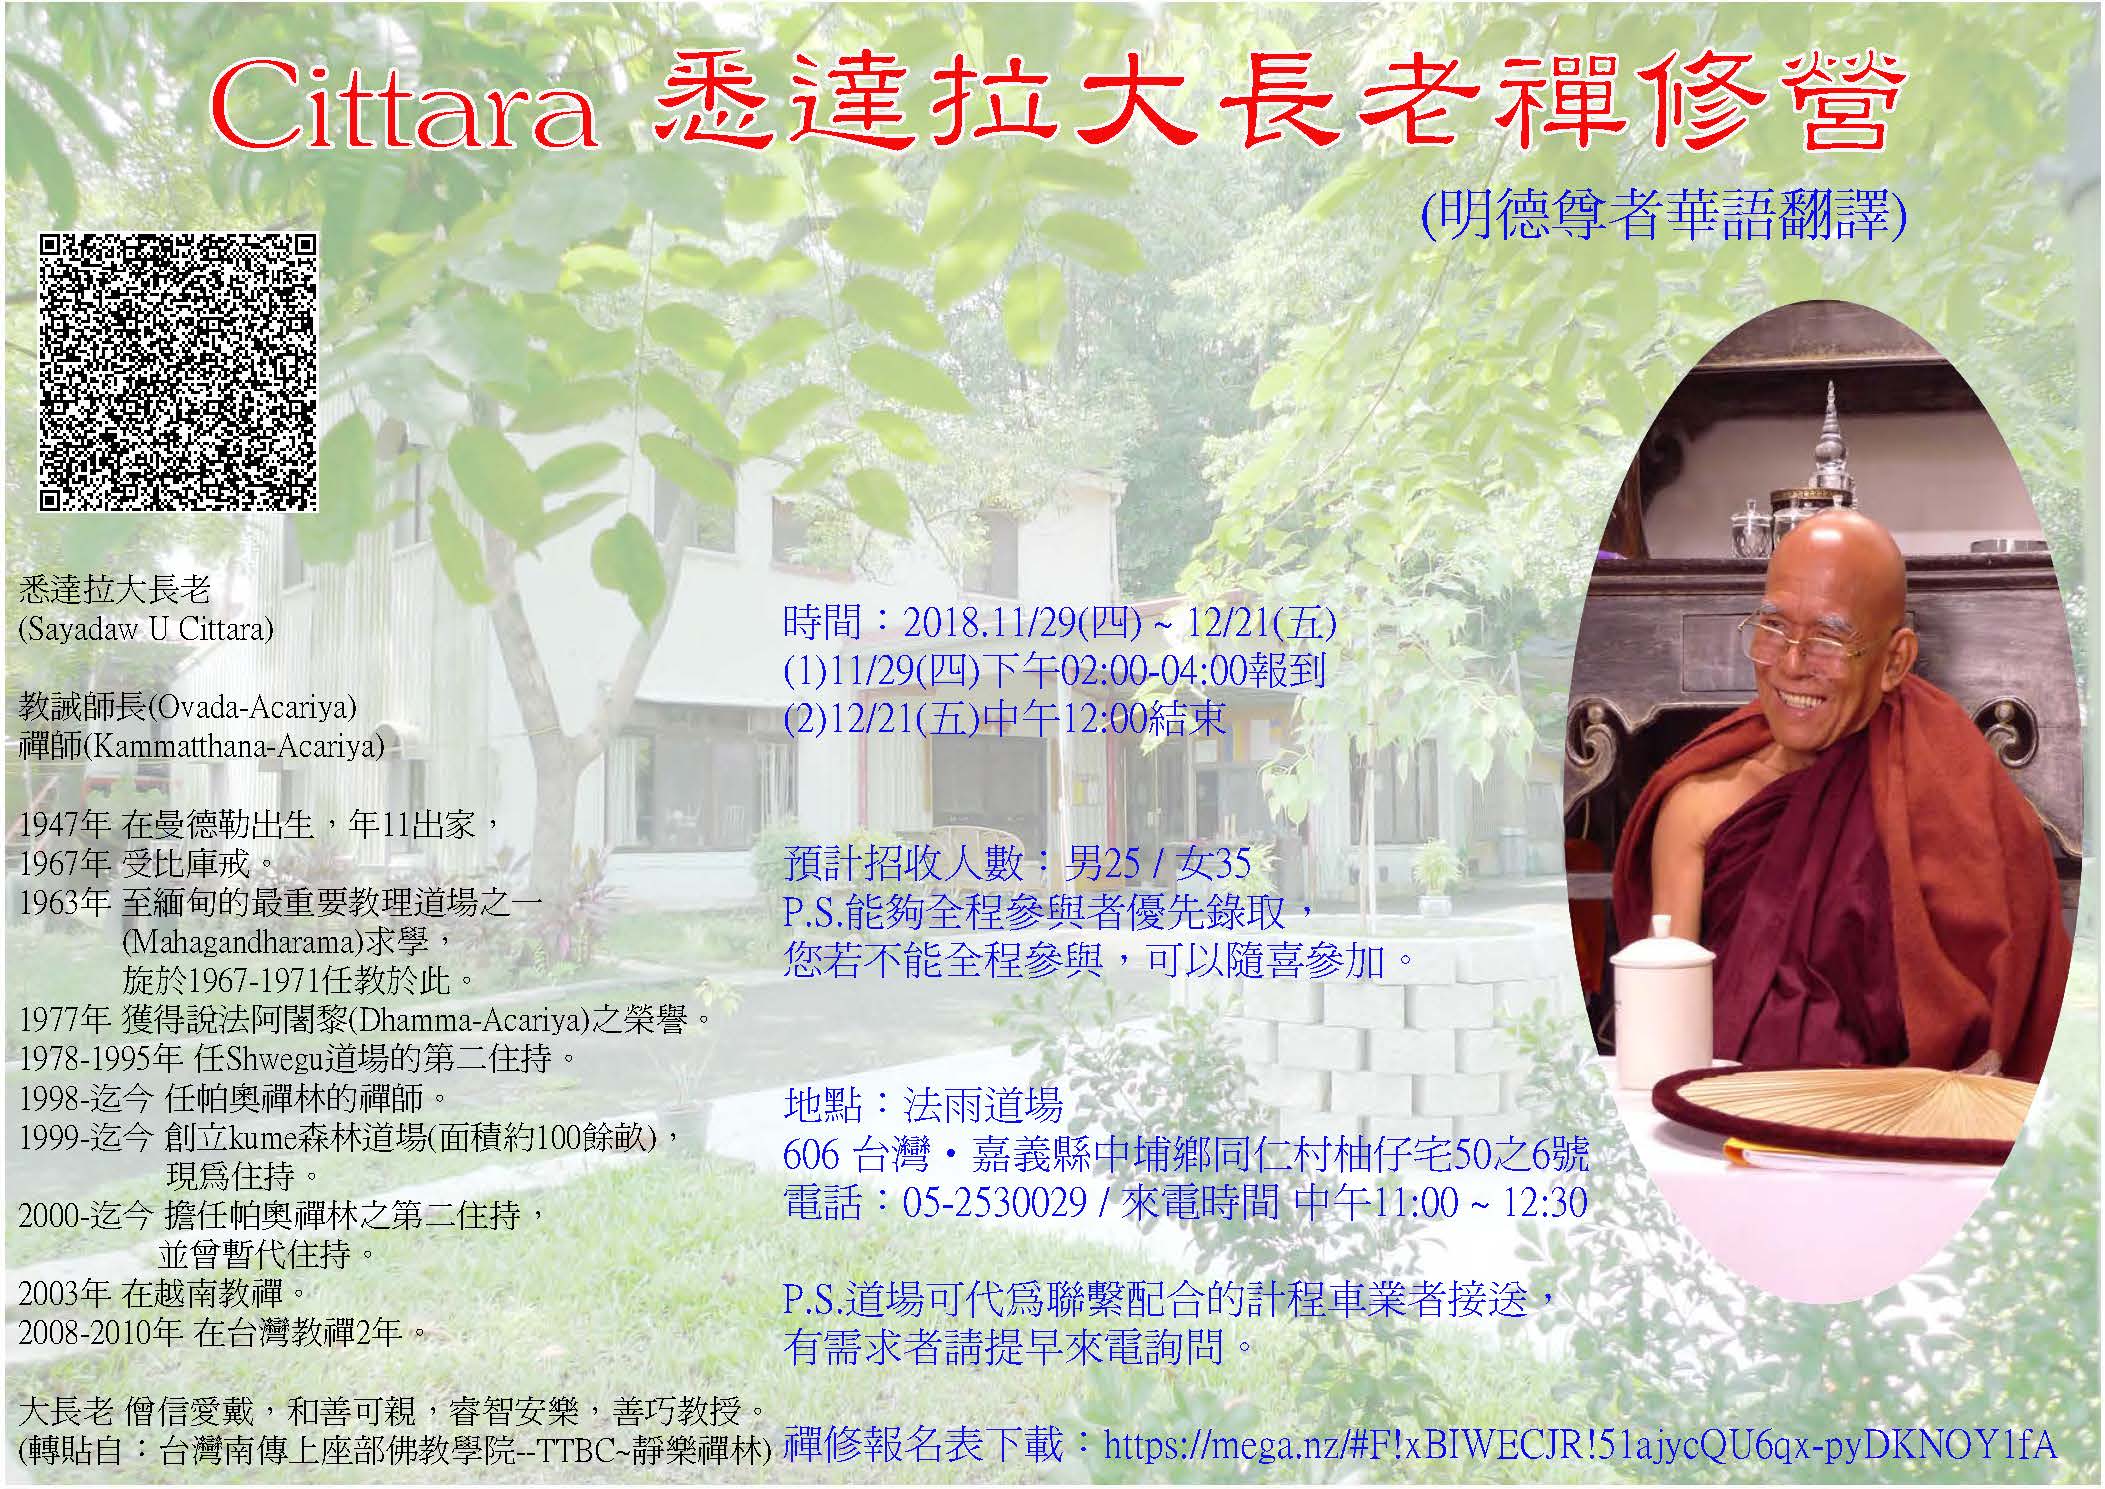 Cittara 悉達拉大長老禪修營
(明德尊者華語翻譯)
悉達拉大長老
(Sayadaw U Cittara)
教誡師長(Ovada-Acariya)
禪師(Kammatthana-Acariya)
1947年 在曼德勒出生，年11出家，
1967年 受比庫戒。
1963年 至緬甸的最重要教理道場之一
(Mahagandharama)求學，
旋於1967-1971任教於此。
1977年 獲得說法阿闍黎(Dhamma-Acariya)之榮譽。
1978-1995年 任Shwegu道場的第二住持。
1998-迄今 任帕奧禪林的禪師。
1999-迄今 創立kume森林道場(面積約100餘畝)，
現為住持。
2000-迄今 擔任帕奧禪林之第二住持，
並曾暫代住持。
2003年 在越南教禪。
2008-2010年 在台灣教禪2年。
大長老 僧信愛戴，和善可親，睿智安樂，善巧教授。
(轉貼自：台灣南傳上座部佛教學院--TTBC~靜樂禪林)
時間：2018.11/29(四) ~ 12/21(五)
(1)11/29(四)下午02:00-04:00報到
(2)12/21(五)中午12:00結束
預計招收人數：男25 / 女35
P.S.能夠全程參與者優先錄取，
您若不能全程參與，可以隨喜參加。
地點：法雨道場
606 台灣・嘉義縣中埔鄉同仁村柚仔宅50之6號
電話：05-2530029 / 來電時間 中午11:00 ~ 12:30
P.S.道場可代為聯繫配合的計程車業者接送，
有需求者請提早來電詢問。
禪修報名表下載：https://mega.nz/#F!xBIWECJR!51ajycQU6qx-pyDKNOY1fA